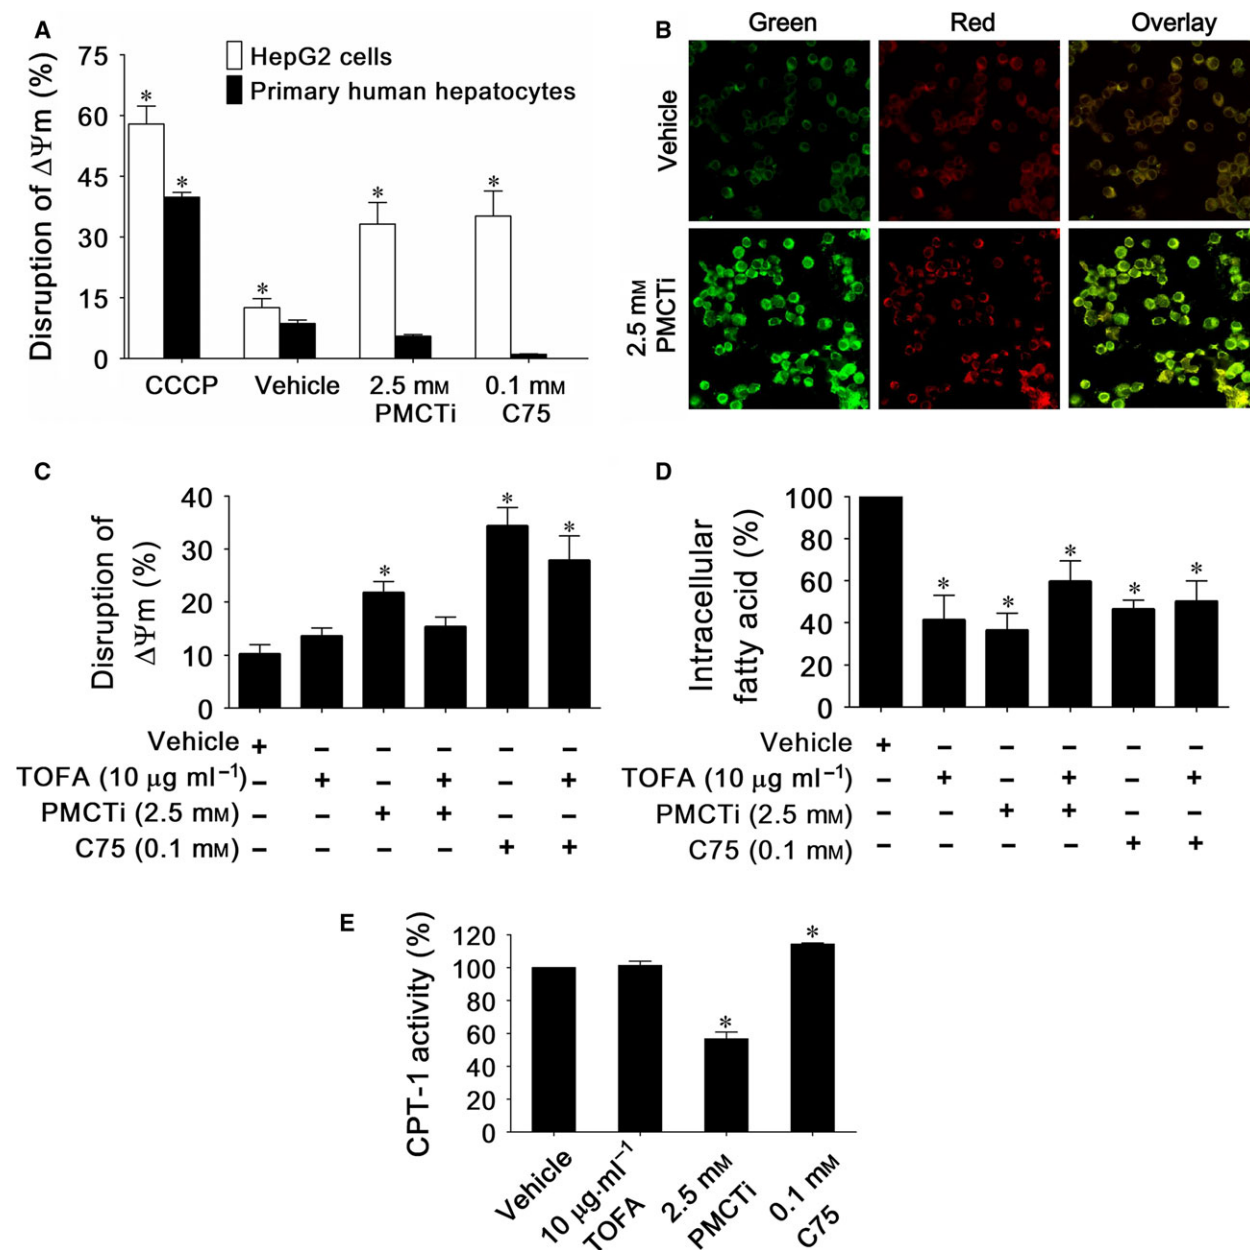 A
75
60
45
30
15
0
Disruption of ΔΨm (%)
HepG2 cells
Primary human hepatocytes
*
*
*
*
*
CCCP
Vehicle
2.5 mM
PMCTi
0.1 mM
C75
B
Green
Red
Overlay
Vehicle
2.5 mM
PMCTi
C
Disruption of
ΔΨm (%)
40
30
20
10
0
*
*
*
Vehicle + – – – – –
TOFA (10 μg ml⁻¹) – + – + – +
PMCTi (2.5 mM) – – + + – –
C75 (0.1 mM) – – – – + +
D
Intracellular
fatty acid (%)
100
80
60
40
20
0
*
*
*
*
*
Vehicle + – – – – –
TOFA (10 μg ml⁻¹) – + – + – +
PMCTi (2.5 mM) – – + + – –
C75 (0.1 mM) – – – – + +
E
CPT-1 activity (%)
120
100
80
60
40
20
0
*
*
Vehicle
10 μg·ml⁻¹
TOFA
2.5 mM
PMCTi
0.1 mM
C75